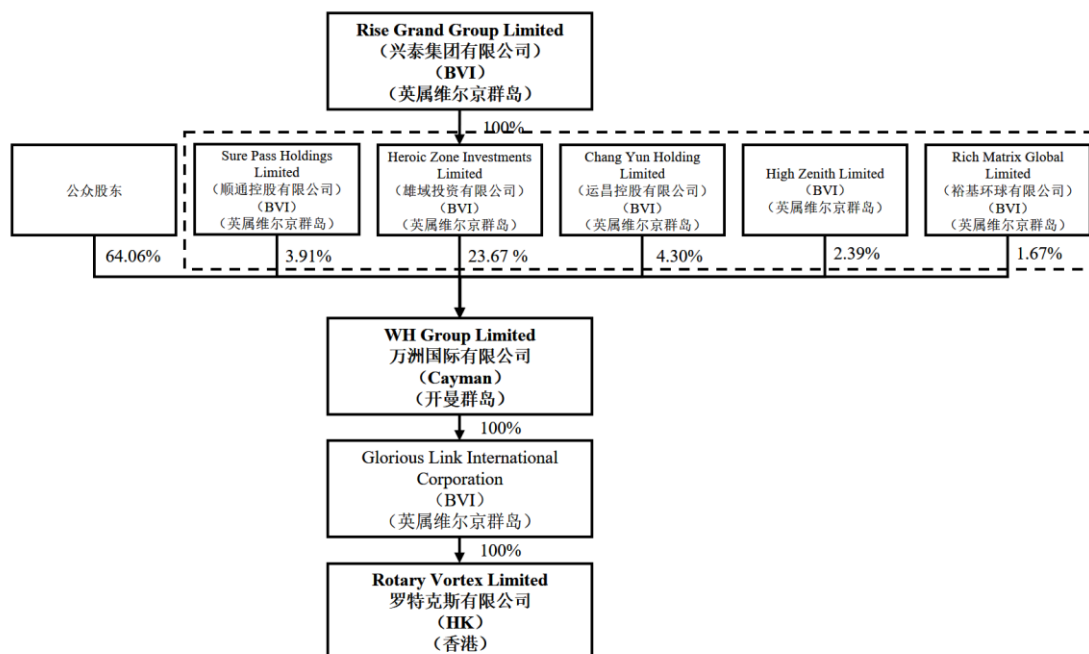 Rise Grand Group Limited
（兴泰集团有限公司）
（BVI）
（英属维尔京群岛）
100%
公众股东
Sure Pass Holdings
Limited
（顺通控股有限公司）
（BVI）
（英属维尔京群岛）
Heroic Zone Investments
Limited
（雄域投资有限公司）
（BVI）
（英属维尔京群岛）
Chang Yun Holding
Limited
（运昌控股有限公司）
（BVI）
（英属维尔京群岛）
High Zenith Limited
（BVI）
（英属维尔京群岛）
Rich Matrix Global
Limited
（裕基环球有限公司）
（BVI）
（英属维尔京群岛）
64.06%
3.91%
23.67 %
4.30%
2.39%
1.67%
WH Group Limited
万洲国际有限公司
（Cayman）
（开曼群岛）
100%
Glorious Link International
Corporation
（BVI）
（英属维尔京群岛）
100%
Rotary Vortex Limited
罗特克斯有限公司
（HK）
（香港）